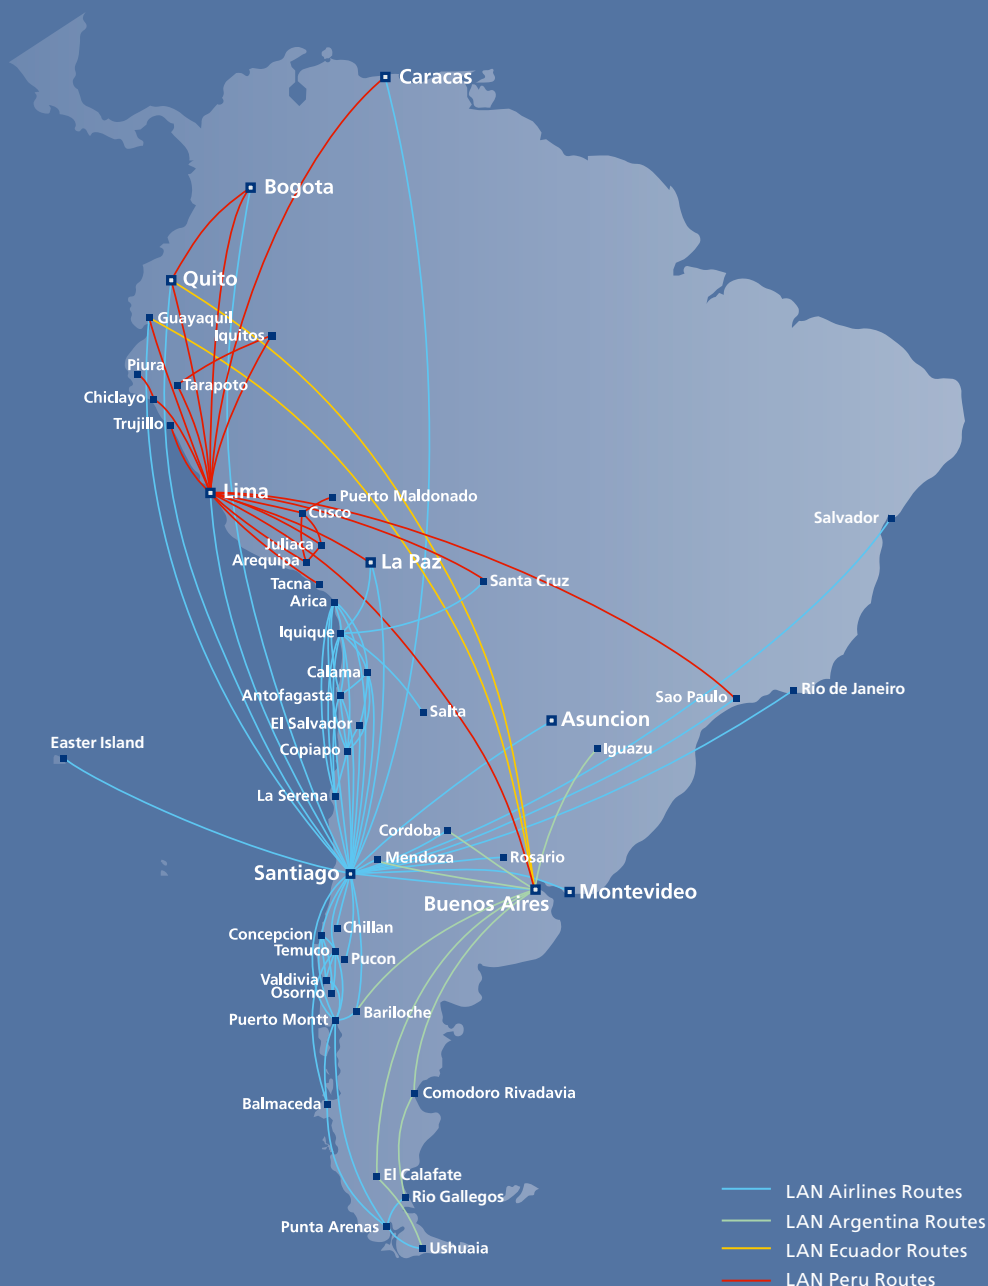 Caracas
Bogota
Quito
Guayaquil
Iquitos
Piura
Tarapoto
Chiclayo
Trujillo
Lima
Puerto Maldonado
Cusco
Salvador
Juliaca
Arequipa
La Paz
Santa Cruz
Tacna
Arica
Iquique
Calama
Antofagasta
Sao Paulo
Rio de Janeiro
Salta
El Salvador
Asuncion
Easter Island
Copiapo
Iguazu
La Serena
Cordoba
Mendoza
Rosario
Santiago
Montevideo
Buenos Aires
Chillan
Concepcion
Temuco
Pucon
Valdivia
Osorno
Bariloche
Puerto Montt
Comodoro Rivadavia
Balmaceda
El Calafate
Rio Gallegos
Punta Arenas
Ushuaia
LAN Airlines Routes
LAN Argentina Routes
LAN Ecuador Routes
LAN Peru Routes